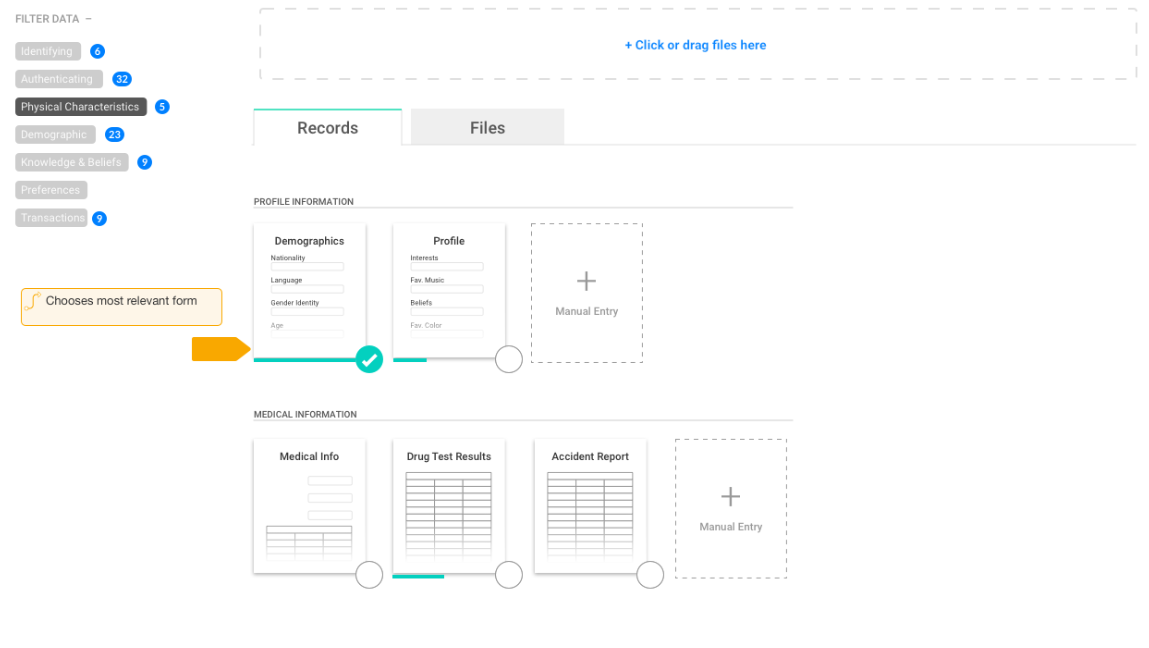 FILTER DATA –
Identifying 6
Authenticating 32
Physical Characteristics 5
Demographic 23
Knowledge & Beliefs 9
Preferences
Transactions 9
Chooses most relevant form
+ Click or drag files here
Records Files
PROFILE INFORMATION
Demographics
Nationality
Language
Gender Identity
Age
Profile
Interests
Fav. Music
Beliefs
Fav. Color
Manual Entry
MEDICAL INFORMATION
Medical Info
Drug Test Results
Accident Report
Manual Entry